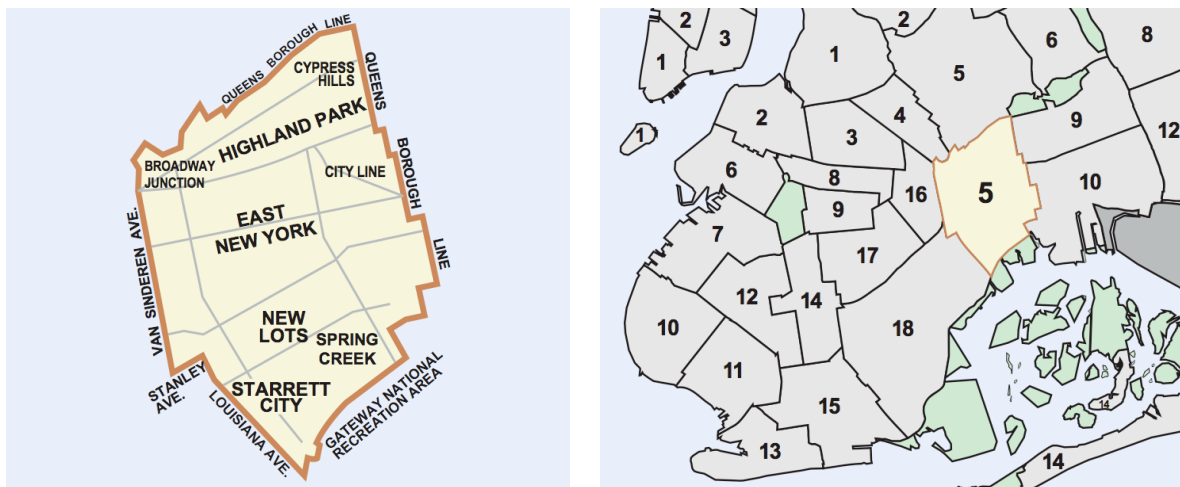 QUEENS BOROUGH LINE
CYPRESS
HILLS
QUEENS
HIGHLAND PARK
BROADWAY
JUNCTION
CITY LINE
BOROUGH
EAST
NEW YORK
VAN SINDEREN AVE.
LINE
NEW
LOTS
SPRING
CREEK
STANLEY
AVE.
STARRETT
CITY
LOUISIANA AVE.
GATEWAY NATIONAL
RECREATION AREA
2
2
3
1
1
6
8
5
1
2
3
4
9
12
6
8
16
5
10
9
7
17
14
12
10
18
11
15
14
13
14